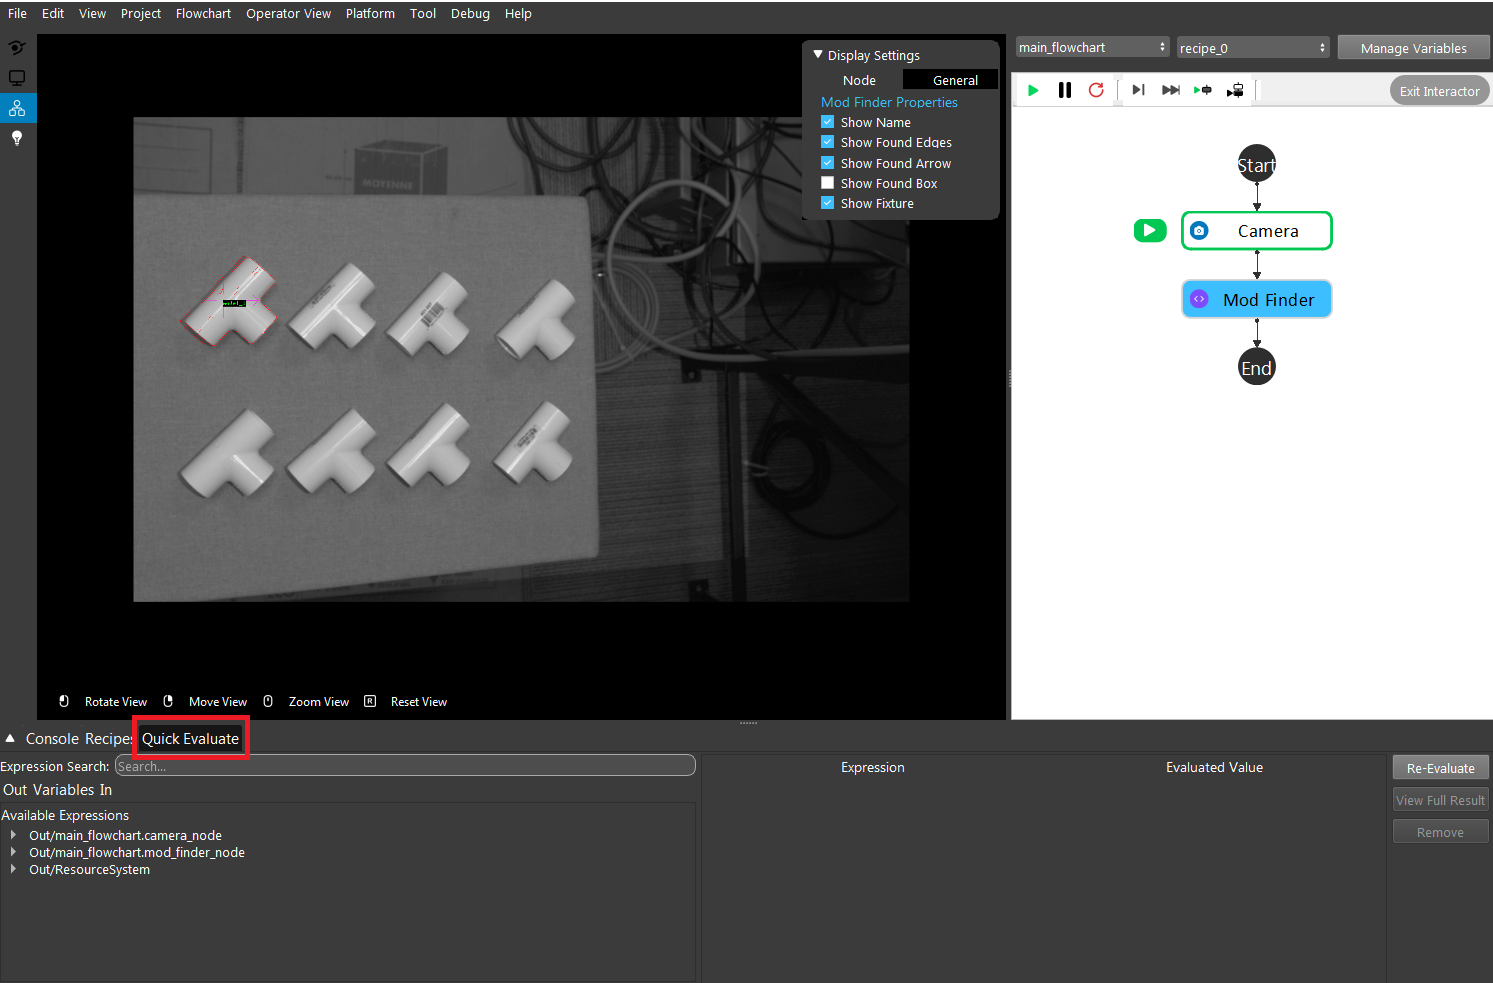 File Edit View Project Flowchart Operator View Platform Tool Debug Help
main_flowchart recipe_0 Manage Variables
Exit Interactor
Display Settings
Node General
Mod Finder Properties
Show Name
Show Found Edges
Show Found Arrow
Show Found Box
Show Fixture
MOYENNE
Start
Camera
Mod Finder
End
Rotate View Move View Zoom View R Reset View
Console Recipes Quick Evaluate
Expression Search: Search...
Out Variables In
Available Expressions
Out/main_flowchart.camera_node
Out/main_flowchart.mod_finder_node
Out/ResourceSystem
Expression Evaluated Value
Re-Evaluate
View Full Result
Remove